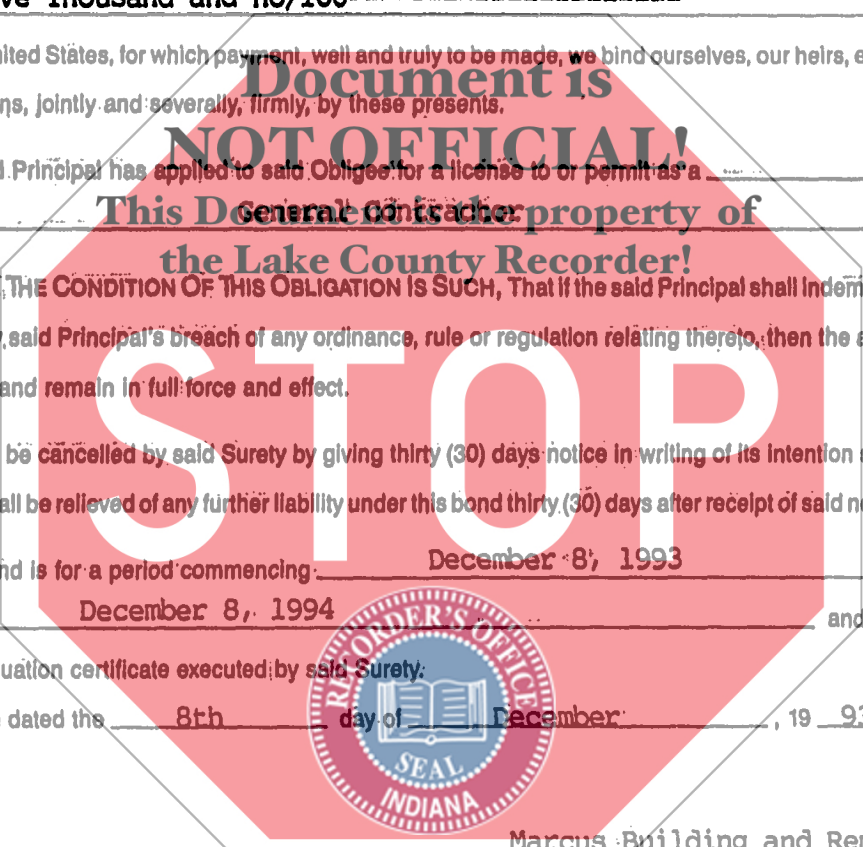 ve Thousand and no/100
ited States, for which payment, well and truly to be made, we bind ourselves, our heirs, e
ns, jointly and severally, firmly, by these presents.
Document is
NOT OFFICIAL!
Principal has applied to said Obligee for a license to or permit as a
This Document is the property of
General Contractor
the Lake County Recorder!
THE CONDITION OF THIS OBLIGATION IS SUCH, That if the said Principal shall indem
said Principal's breach of any ordinance, rule or regulation relating thereto, then the a
and remain in full force and effect.
STOP
be cancelled by said Surety by giving thirty (30) days notice in writing of its intention
all be relieved of any further liability under this bond thirty (30) days after receipt of said no
nd is for a period commencing December 8, 1993
December 8, 1994 and
uation certificate executed by said Surety.
dated the 8th day of December, 19 93
RECORDER'S OFFICE
SEAL
INDIANA
Marcus Building and Rem